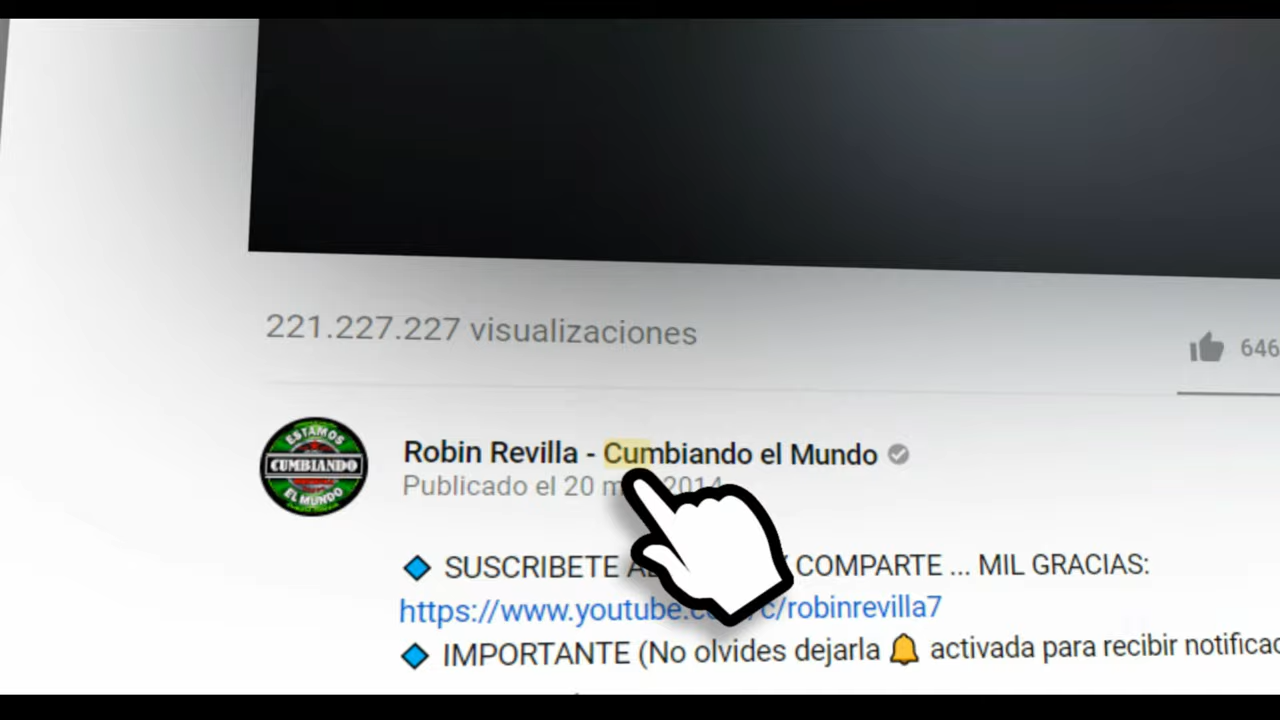 221.227.227 visualizaciones
646
ESTAMOS
CUMBIANDO
EL MUNDO
Robin Revilla - Cumbiando el Mundo
Publicado el 20 2014
SUSCRIBETE COMPARTE ... MIL GRACIAS:
https://www.youtube.co /c/robinrevilla7
IMPORTANTE (No olvides dejarla 🔔 activada para recibir notificac